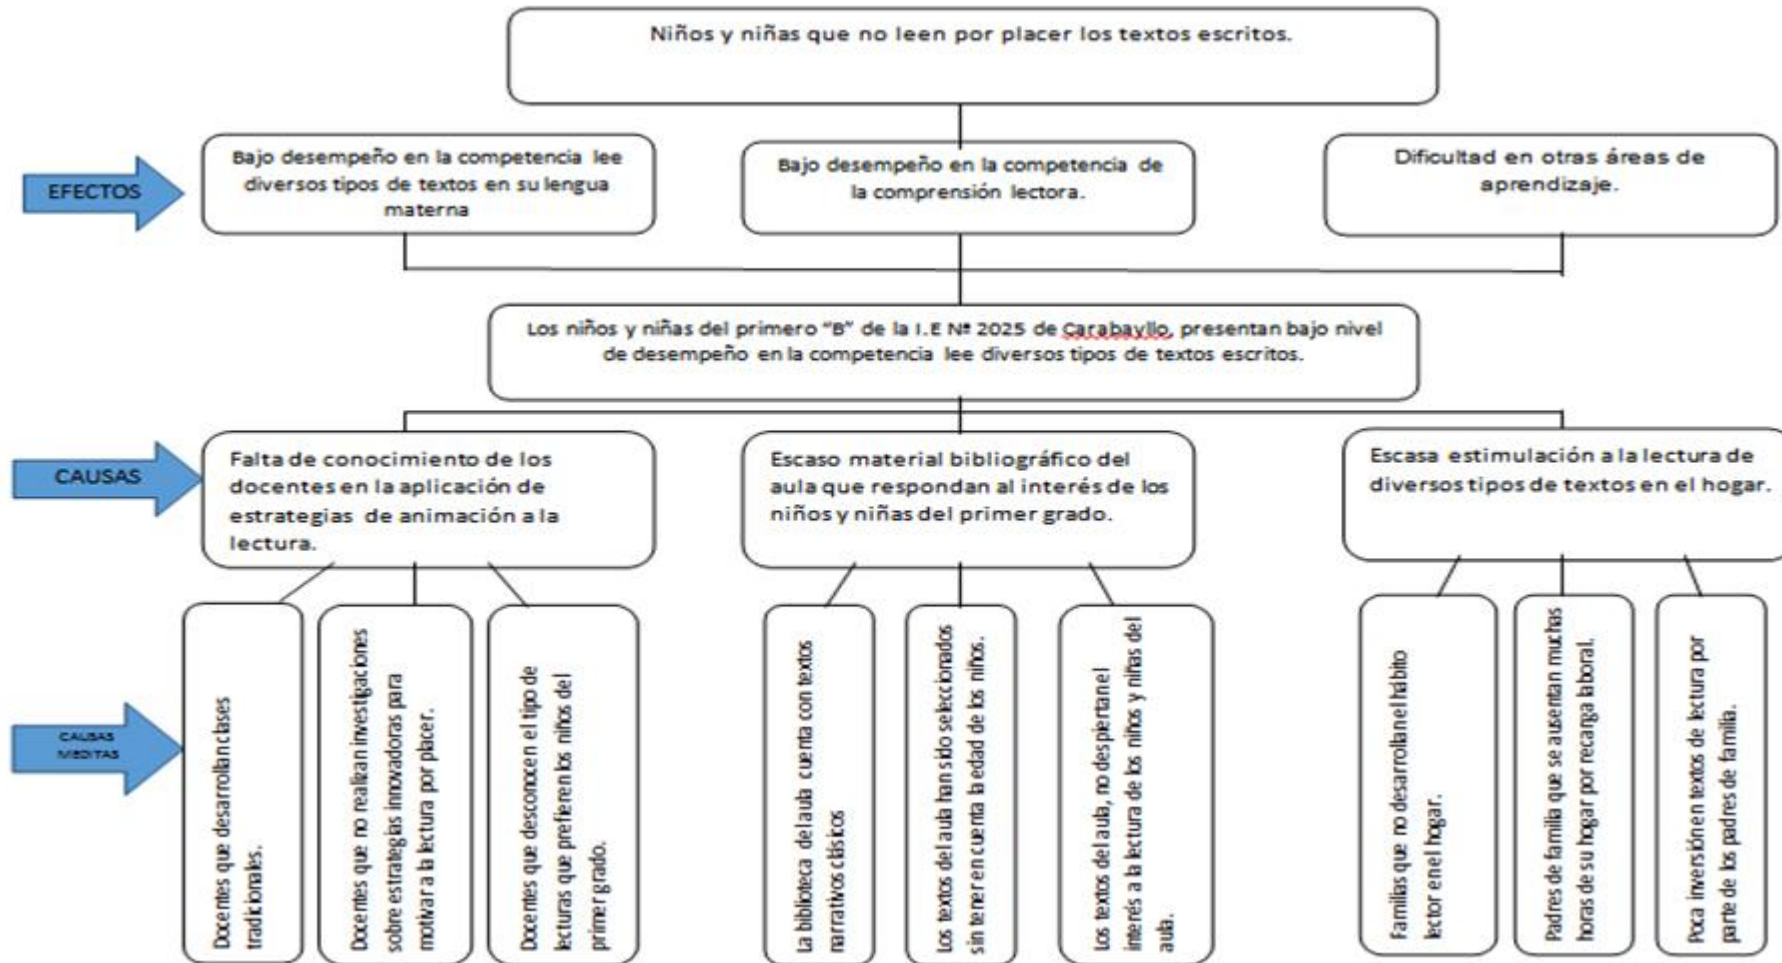 Niños y niñas que no leen por placer los textos escritos.
EFECTOS
Bajo desempeño en la competencia lee
diversos tipos de textos en su lengua
materna
Bajo desempeño en la competencia de
la comprensión lectora.
Dificultad en otras áreas de
aprendizaje.
Los niños y niñas del primero “B” de la I.E Nº 2025 de Carabayllo, presentan bajo nivel
de desempeño en la competencia lee diversos tipos de textos escritos.
CAUSAS
Falta de conocimiento de los
docentes en la aplicación de
estrategias de animación a la
lectura.
Escaso material bibliográfico del
aula que respondan al interés de los
niños y niñas del primer grado.
Escasa estimulación a la lectura de
diversos tipos de textos en el hogar.
CAUSAS
MEDITAS
Docentes que desarrollan clases
tradicionales.
Docentes que no realizan investigaciones
sobre estrategias innovadoras para
motivar a la lectura por placer.
Docentes que desconocen el tipo de
lecturas que prefieren los niños del
primer grado.
La biblioteca del aula cuenta con textos
narrativos clásicos
Los textos del aula han sido seleccionados
sin tener en cuenta la edad de los niños.
Los textos del aula, no despiertan el
interés a la lectura de los niños y niñas del
aula.
Familias que no desarrollan el hábito
lector en el hogar.
Padres de familia que se ausentan muchas
horas de su hogar por recarga laboral.
Poca inversión en textos de lectura por
parte de los padres de familia.